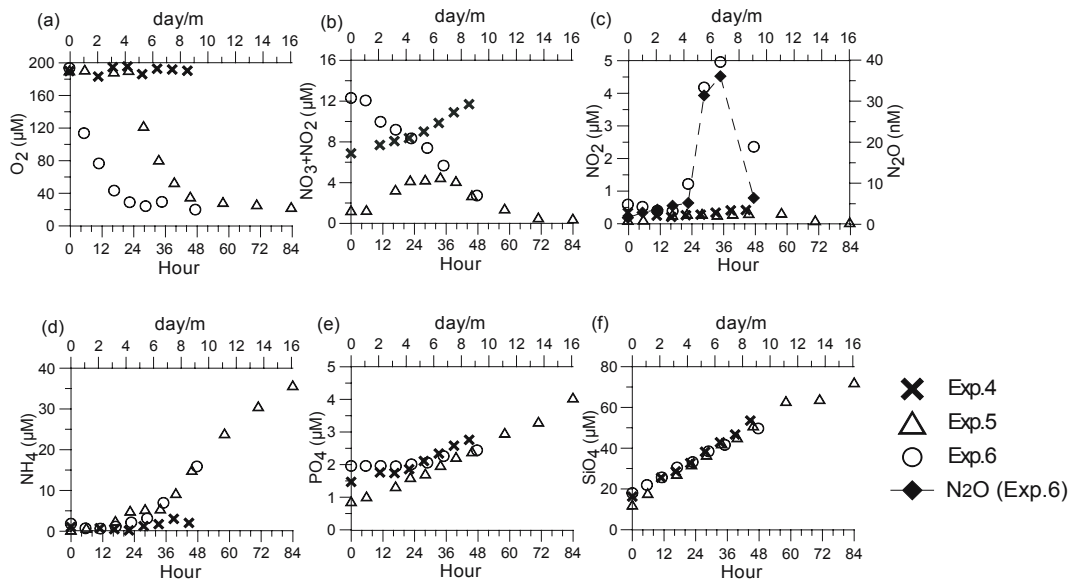 (a) day/m
0 2 4 6 8 10 12 14 16
O2 (µM)
200
160
120
80
40
0
0 12 24 36 48 60 72 84
Hour
(b) day/m
0 2 4 6 8 10 12 14 16
NO3+NO2 (µM)
16
12
8
4
0
0 12 24 36 48 60 72 84
Hour
(c) day/m
0 2 4 6 8 10 12 14 16
NO2 (µM)
5
4
3
2
1
0
N2O (nM)
40
30
20
10
0
0 12 24 36 48 60 72 84
Hour
(d) day/m
0 2 4 6 8 10 12 14 16
NH4 (µM)
40
30
20
10
0
0 12 24 36 48 60 72 84
Hour
(e) day/m
0 2 4 6 8 10 12 14 16
PO4 (µM)
5
4
3
2
1
0
0 12 24 36 48 60 72 84
Hour
(f) day/m
0 2 4 6 8 10 12 14 16
SiO4 (µM)
80
60
40
20
0
0 12 24 36 48 60 72 84
Hour
Exp.4
Exp.5
Exp.6
N2O (Exp.6)